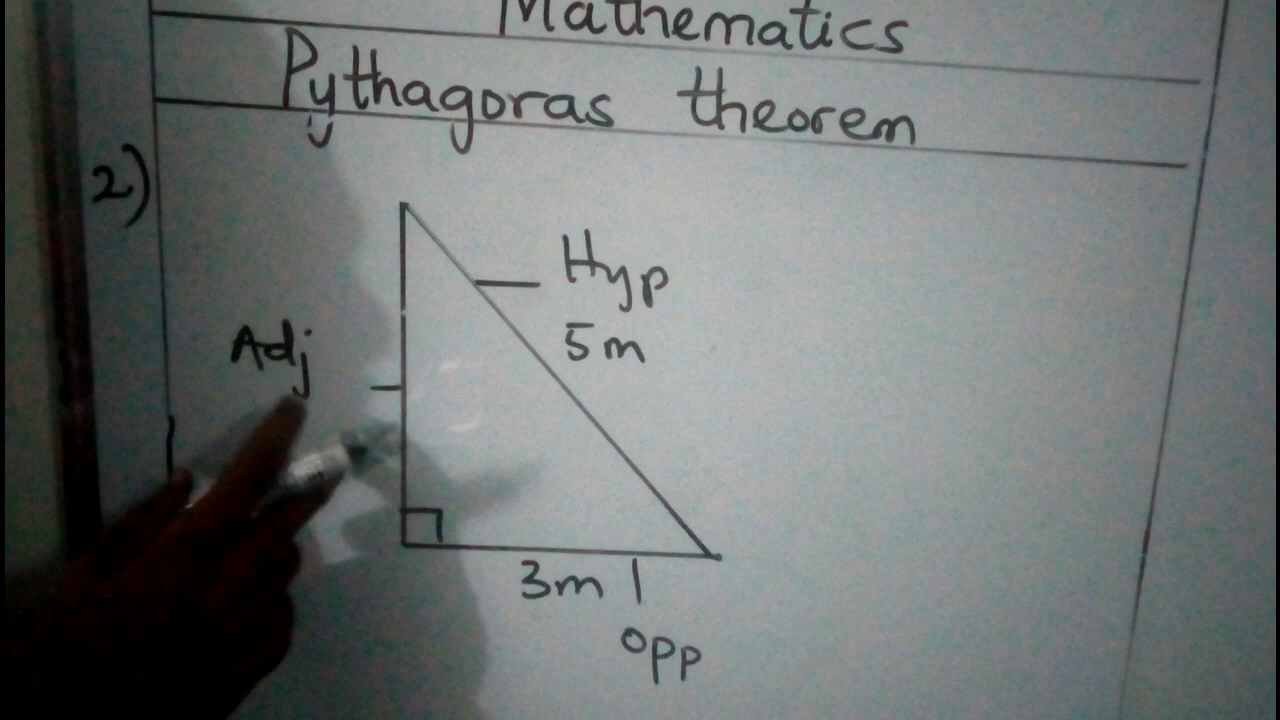 Mathematics
Pythagoras theorem
2)
Hyp
5m
Adj
3m
opp